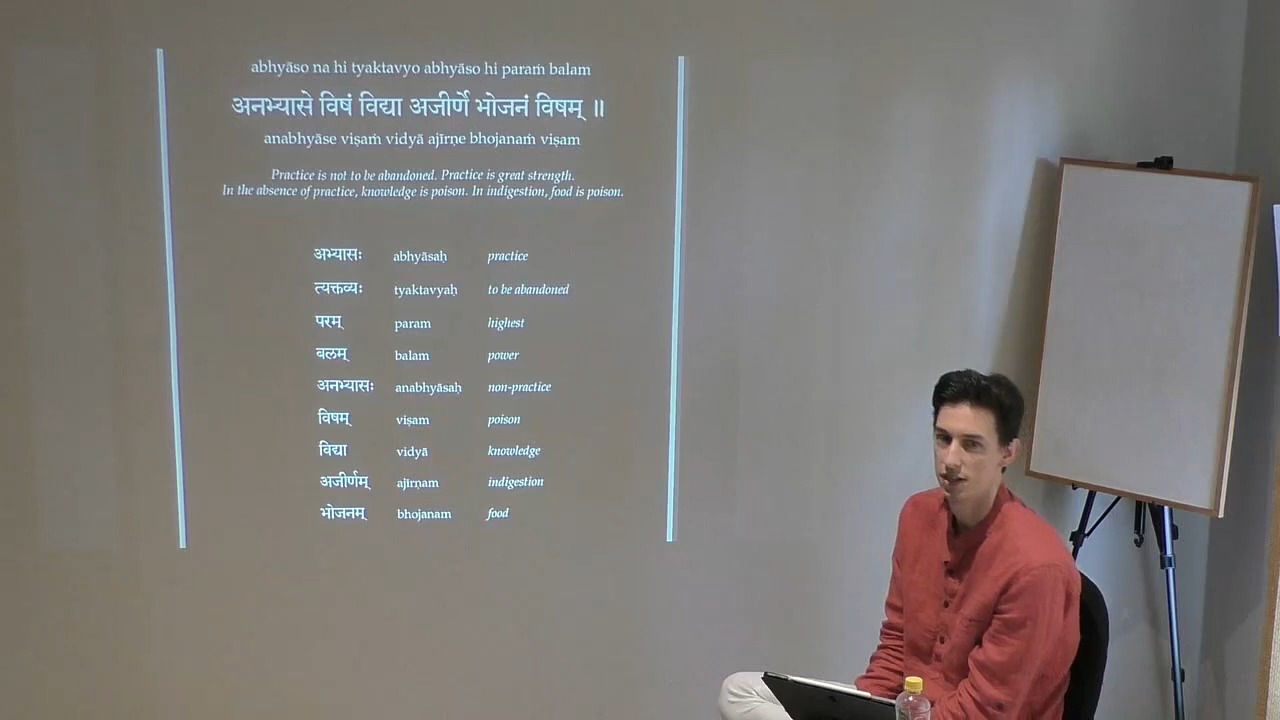 abhyāso na hi tyaktavyo abhyāso hi paraṁ balam
अनभ्यासे विषं विद्या अजीर्णे भोजनं विषम् ॥
anabhyāse viṣaṁ vidyā ajīrṇe bhojanaṁ viṣam
Practice is not to be abandoned. Practice is great strength.
In the absence of practice, knowledge is poison. In indigestion, food is poison.
अभ्यासः abhyāsaḥ practice
त्यक्तव्यः tyaktavyaḥ to be abandoned
परम् param highest
बलम् balam power
अनभ्यासः anabhyāsaḥ non-practice
विषम् viṣam poison
विद्या vidyā knowledge
अजीर्णम् ajīrṇam indigestion
भोजनम् bhojanam food